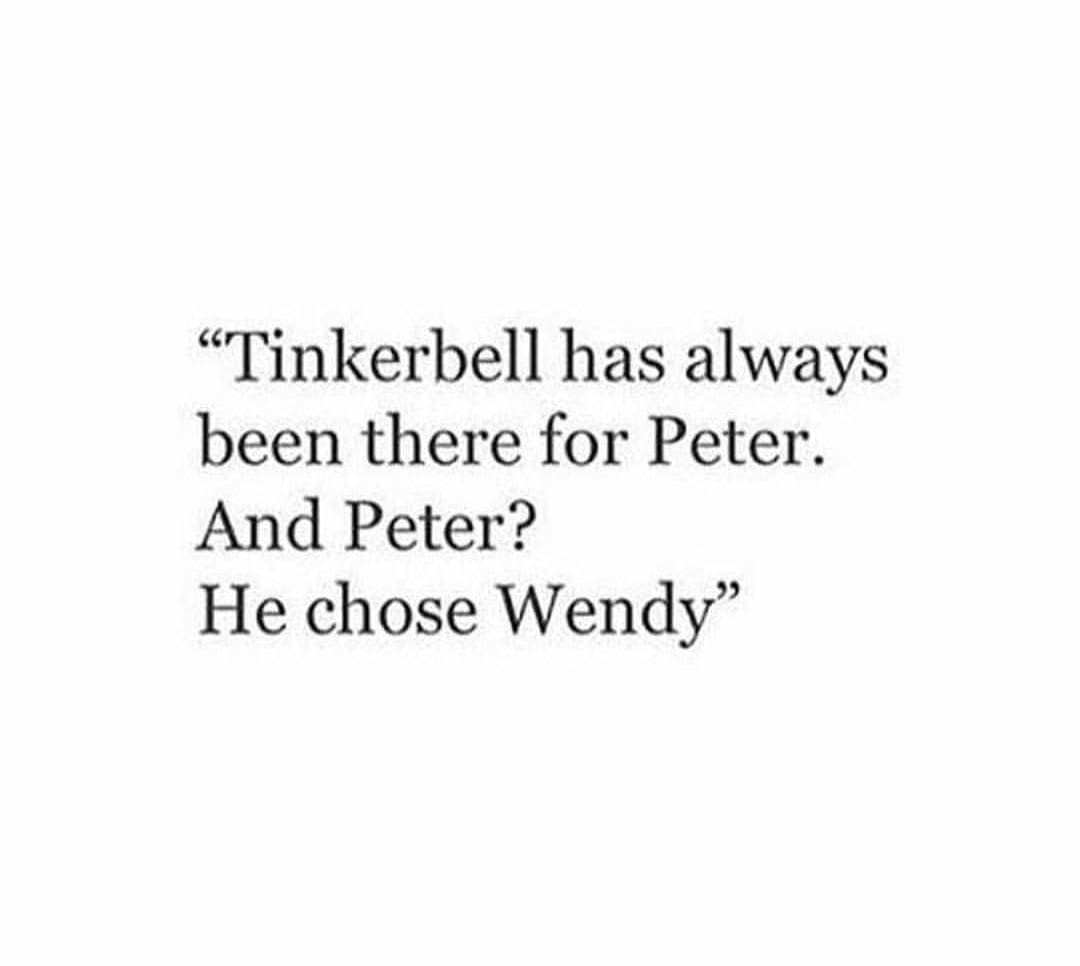 “Tinkerbell has always
been there for Peter.
And Peter?
He chose Wendy”